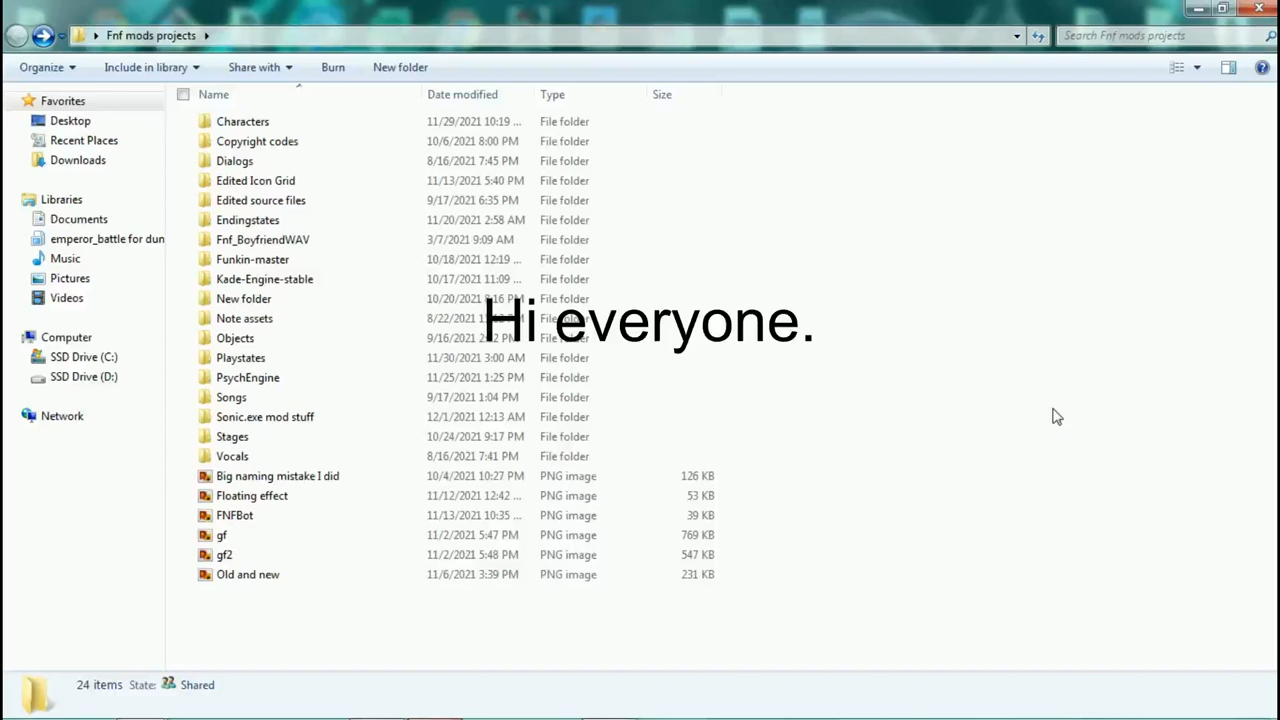 Fnf mods projects
Search Fnf mods projects
Organize Include in library Share with Burn New folder
Name Date modified Type Size
Favorites
Desktop
Recent Places
Downloads
Libraries
Documents
emperor_battle for dun
Music
Pictures
Videos
Computer
SSD Drive (C:)
SSD Drive (D:)
Network
Characters 11/29/2021 10:19 ... File folder
Copyright codes 10/6/2021 8:00 PM File folder
Dialogs 8/16/2021 7:45 PM File folder
Edited Icon Grid 11/13/2021 5:40 PM File folder
Edited source files 9/17/2021 6:35 PM File folder
Endingstates 11/20/2021 2:58 AM File folder
Fnf_BoyfriendWAV 3/7/2021 9:09 AM File folder
Funkin-master 10/18/2021 12:19 ... File folder
Kade-Engine-stable 10/17/2021 11:09 ... File folder
New folder 10/20/2021 PM File folder
Hi everyone.
Note assets 8/22/2021 File folder
Objects 9/16/2021 PM File folder
Playstates 11/30/2021 3:00 AM File folder
PsychEngine 11/25/2021 1:25 PM File folder
Songs 9/17/2021 1:04 PM File folder
Sonic.exe mod stuff 12/1/2021 12:13 AM File folder
Stages 10/24/2021 9:17 PM File folder
Vocals 8/16/2021 7:41 PM File folder
Big naming mistake I did 10/4/2021 10:27 PM PNG image 126 KB
Floating effect 11/12/2021 12:42 ... PNG image 53 KB
FNFBot 11/13/2021 10:35 ... PNG image 39 KB
gf 11/2/2021 5:47 PM PNG image 769 KB
gf2 11/2/2021 5:48 PM PNG image 547 KB
Old and new 11/6/2021 3:39 PM PNG image 231 KB
24 items State: Shared